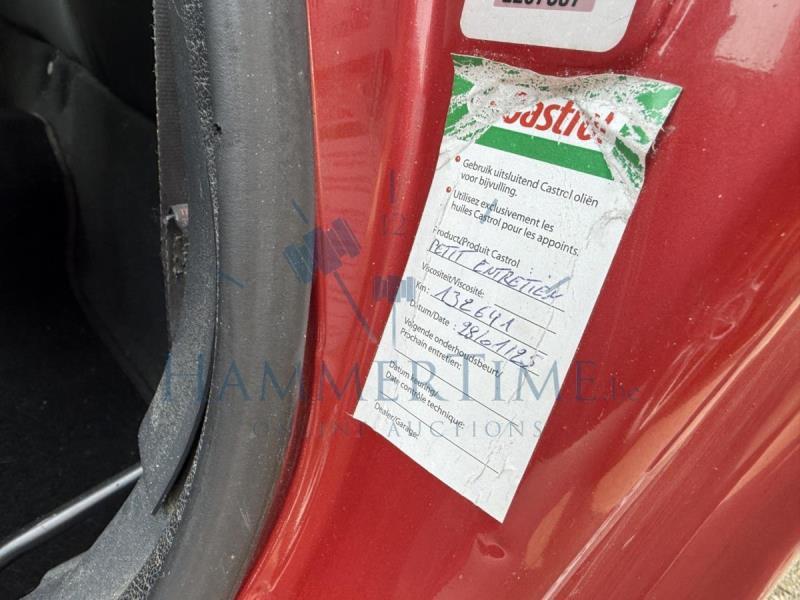 Castrol
• Gebruik uitsluitend Castrol oliën
voor bijvulling.
• Utilisez exclusivement les
huiles Castrol pour les appoints.
Product/Produit Castrol
PETIT ENTRETIEN
Viscositeit/Viscosité:
Km: 132641
Datum/Date: 28/01/25
Volgende onderhoudsbeurt/
Prochain entretien:
Datum keuring/
Date contrôle technique:
Dealer/Garage:
12
HAMMERTIME.be
ONLINE AUCTIONS